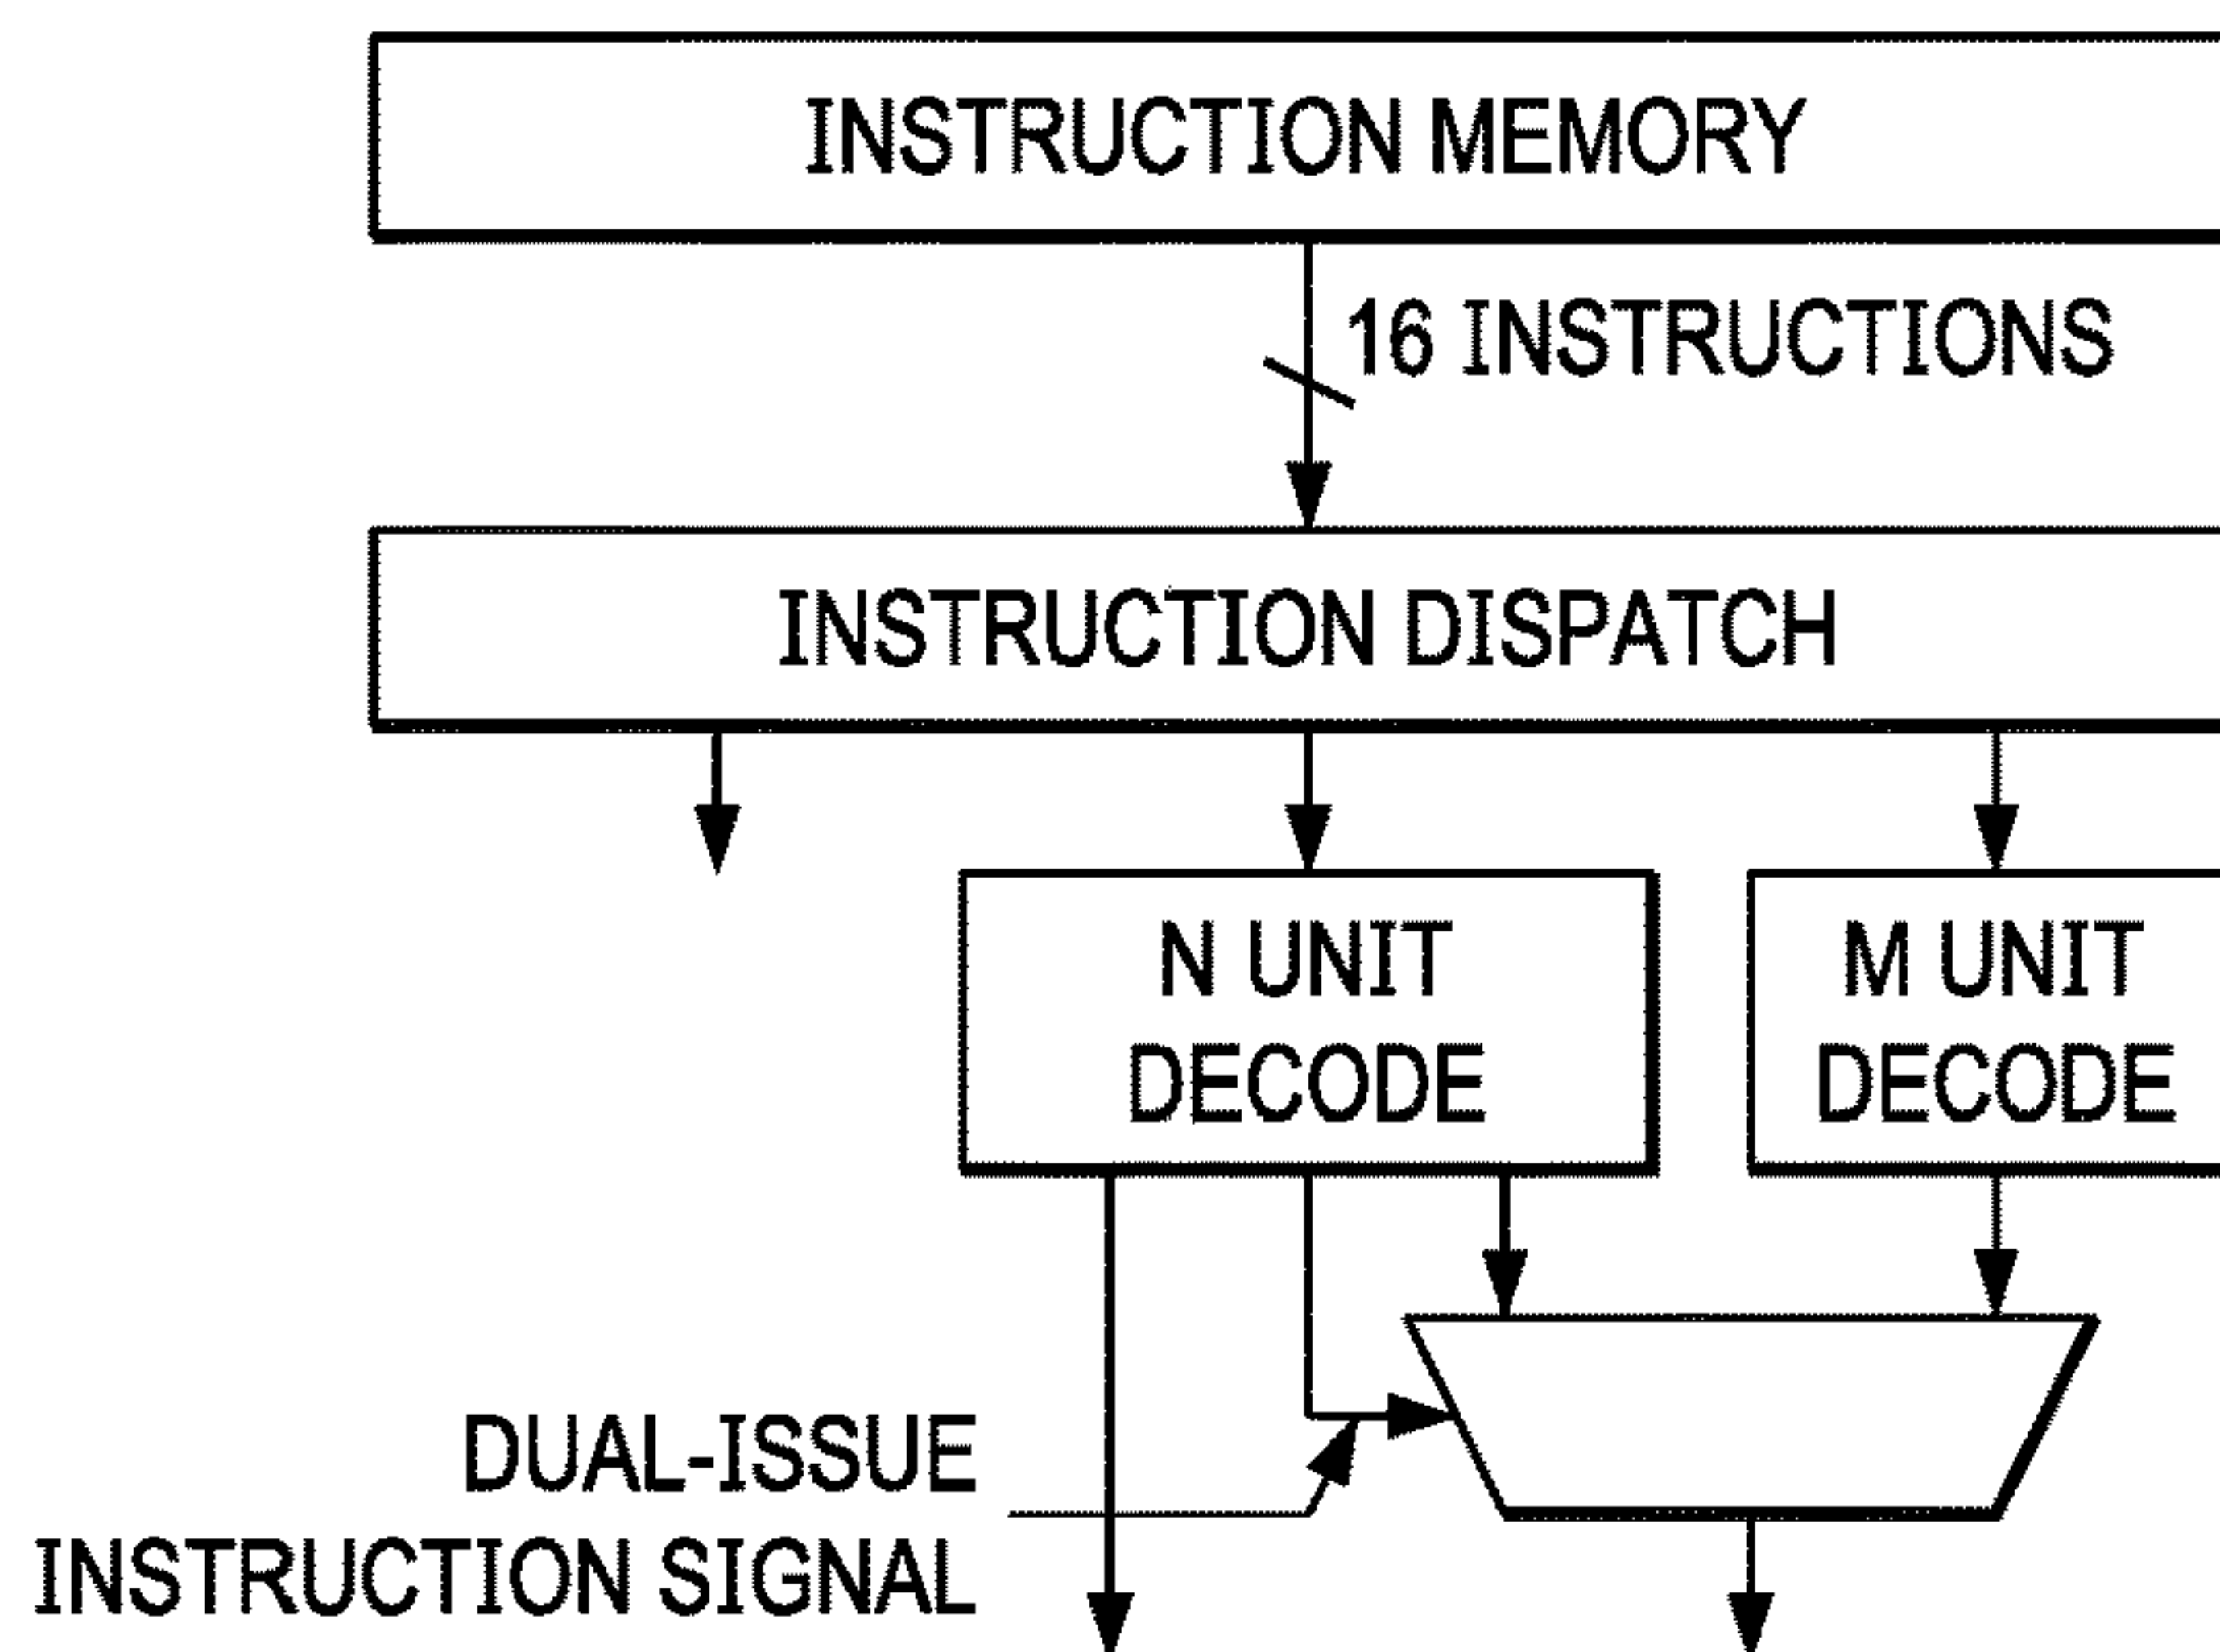 INSTRUCTION MEMORY
16 INSTRUCTIONS
INSTRUCTION DISPATCH
N UNIT
DECODE
M UNIT
DECODE
DUAL-ISSUE
INSTRUCTION SIGNAL